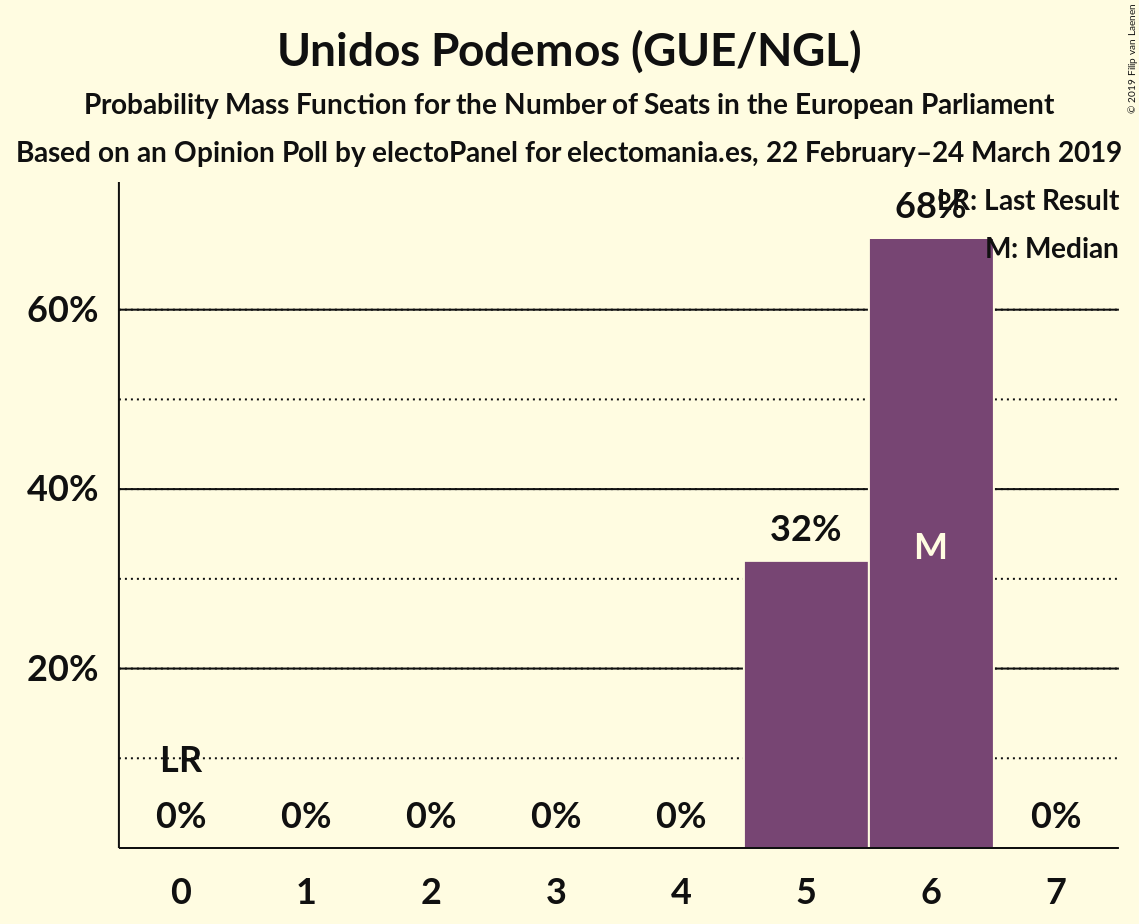 Unidos Podemos (GUE/NGL)
Probability Mass Function for the Number of Seats in the European Parliament
Based on an Opinion Poll by electoPanel for electomania.es, 22 February–24 March 2019
© 2019 Filip van Laenen
LR: Last Result
M: Median
68%
60%
40%
32%
M
20%
LR
0% 0% 0% 0% 0% 0%
0 1 2 3 4 5 6 7